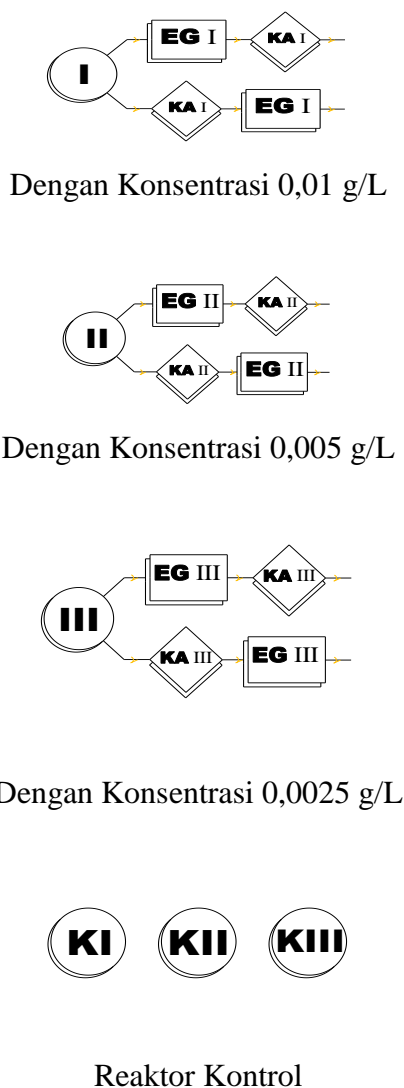 EG I KA I
I
KA I EG I
Dengan Konsentrasi 0,01 g/L
EG II KA II
II
KA II EG II
Dengan Konsentrasi 0,005 g/L
EG III KA III
III
KA III EG III
Dengan Konsentrasi 0,0025 g/L
KI KII KIII
Reaktor Kontrol